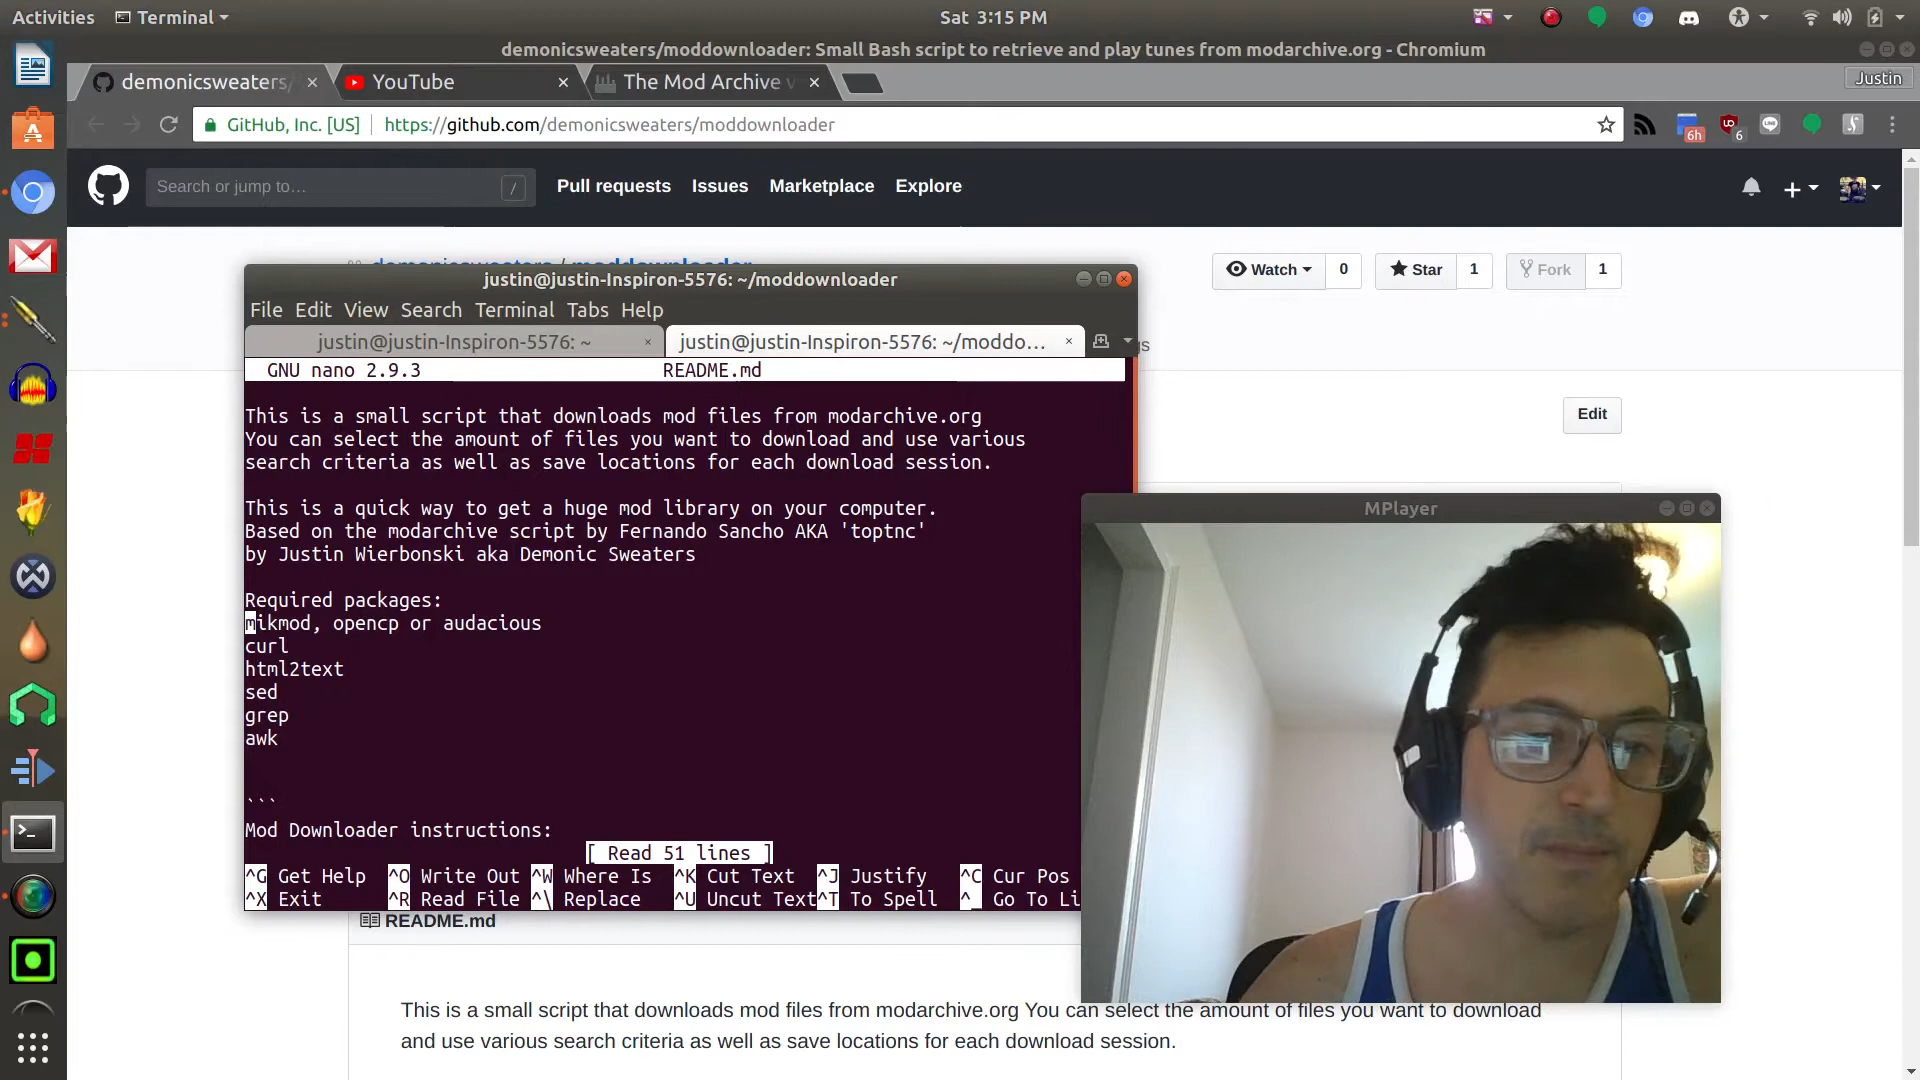 Activities Terminal Sat 3:15 PM
demonicsweaters/moddownloader: Small Bash script to retrieve and play tunes from modarchive.org - Chromium
demonicsweaters/ YouTube The Mod Archive v Justin
GitHub, Inc. [US] https://github.com/demonicsweaters/moddownloader 6h 6
Search or jump to… / Pull requests Issues Marketplace Explore
Watch 0 Star 1 Fork 1
justin@justin-Inspiron-5576: ~/moddownloader
File Edit View Search Terminal Tabs Help
justin@justin-Inspiron-5576: ~ justin@justin-Inspiron-5576: ~/moddo...
GNU nano 2.9.3 README.md
This is a small script that downloads mod files from modarchive.org
You can select the amount of files you want to download and use various
search criteria as well as save locations for each download session.
This is a quick way to get a huge mod library on your computer.
Based on the modarchive script by Fernando Sancho AKA 'toptnc'
by Justin Wierbonski aka Demonic Sweaters
Required packages:
mikmod, opencp or audacious
curl
html2text
sed
grep
awk
```
Mod Downloader instructions:
[ Read 51 lines ]
^G Get Help ^O Write Out ^W Where Is ^K Cut Text ^J Justify ^C Cur Pos
^X Exit ^R Read File ^\ Replace ^U Uncut Text ^T To Spell ^_ Go To Li
Edit
MPlayer
README.md
This is a small script that downloads mod files from modarchive.org You can select the amount of files you want to download
and use various search criteria as well as save locations for each download session.